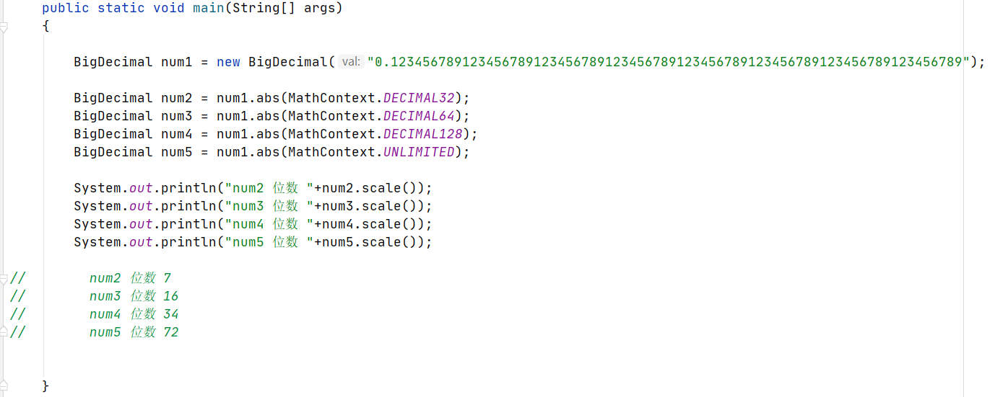 public static void main(String[] args)
{
BigDecimal num1 = new BigDecimal( val: "0.123456789123456789123456789123456789123456789123456789123456789123456789");
BigDecimal num2 = num1.abs(MathContext.DECIMAL32);
BigDecimal num3 = num1.abs(MathContext.DECIMAL64);
BigDecimal num4 = num1.abs(MathContext.DECIMAL128);
BigDecimal num5 = num1.abs(MathContext.UNLIMITED);
System.out.println("num2 位数 "+num2.scale());
System.out.println("num3 位数 "+num3.scale());
System.out.println("num4 位数 "+num4.scale());
System.out.println("num5 位数 "+num5.scale());
// num2 位数 7
// num3 位数 16
// num4 位数 34
// num5 位数 72
}